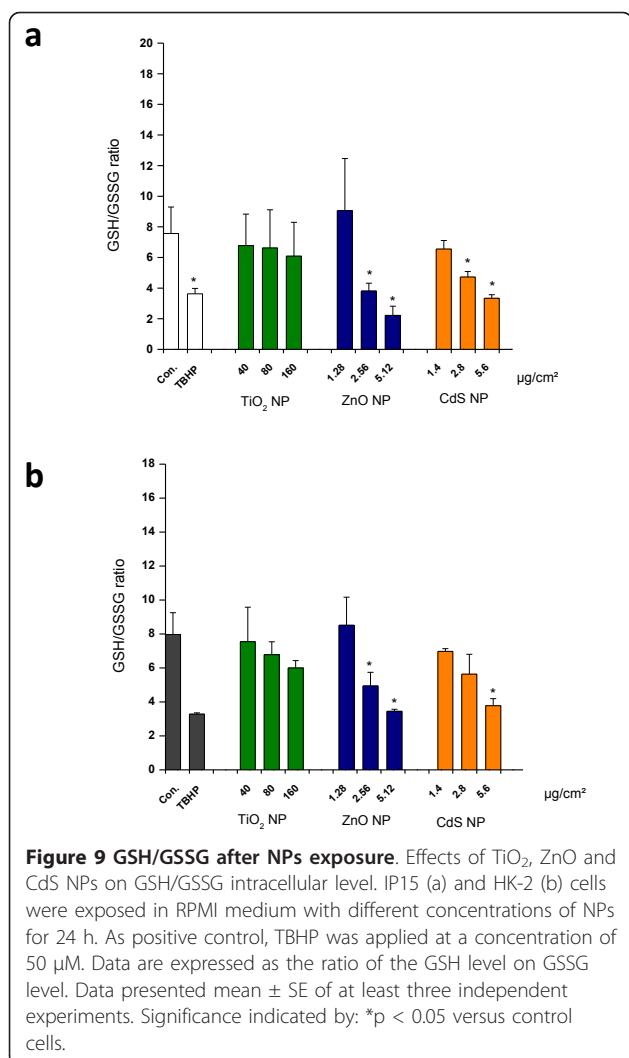 a
20
18
16
14
12
10
8
6
4
2
0
GSH/GSSG ratio
*
* *
* *
Con. TBHP 40 80 160 1.28 2.56 5.12 1.4 2.8 5.6 µg/cm²
TiO₂ NP ZnO NP CdS NP
b
18
16
14
12
10
8
6
4
2
0
GSH/GSSG ratio
* *
*
Con. TBHP 40 80 160 1.28 2.56 5.12 1.4 2.8 5.6 µg/cm²
TiO₂ NP ZnO NP CdS NP
Figure 9 GSH/GSSG after NPs exposure. Effects of TiO₂, ZnO and
CdS NPs on GSH/GSSG intracellular level. IP15 (a) and HK-2 (b) cells
were exposed in RPMI medium with different concentrations of NPs
for 24 h. As positive control, TBHP was applied at a concentration of
50 µM. Data are expressed as the ratio of the GSH level on GSSG
level. Data presented mean ± SE of at least three independent
experiments. Significance indicated by: *p < 0.05 versus control
cells.